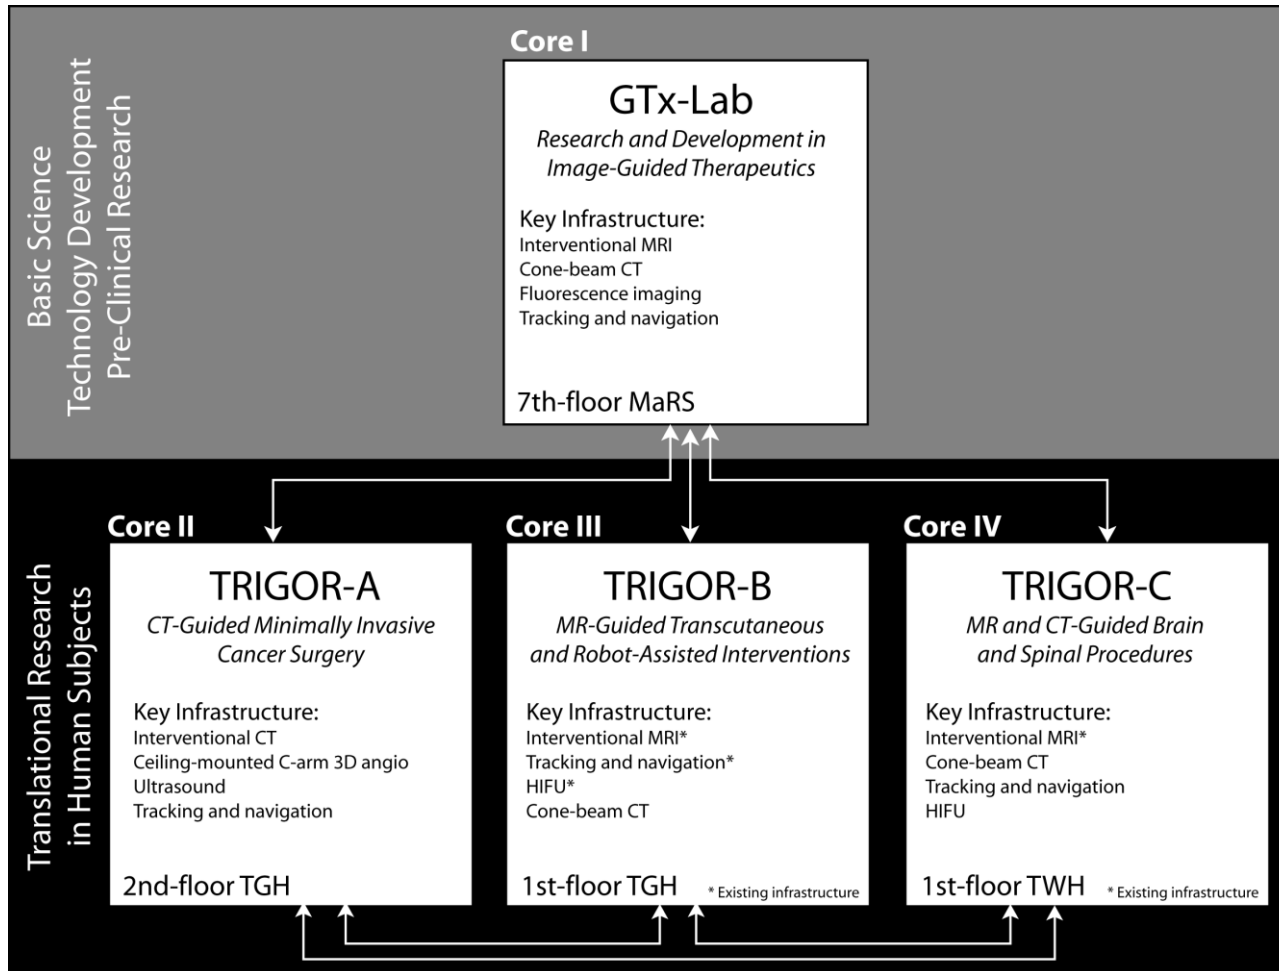 Core I
GTx-Lab
Research and Development in
Image-Guided Therapeutics
Key Infrastructure:
Interventional MRI
Cone-beam CT
Fluorescence imaging
Tracking and navigation
7th-floor MaRS
Basic Science
Technology Development
Pre-Clinical Research
Translational Research
in Human Subjects
Core II
TRIGOR-A
CT-Guided Minimally Invasive
Cancer Surgery
Key Infrastructure:
Interventional CT
Ceiling-mounted C-arm 3D angio
Ultrasound
Tracking and navigation
2nd-floor TGH
Core III
TRIGOR-B
MR-Guided Transcutaneous
and Robot-Assisted Interventions
Key Infrastructure:
Interventional MRI*
Tracking and navigation*
HIFU*
Cone-beam CT
1st-floor TGH
* Existing infrastructure
Core IV
TRIGOR-C
MR and CT-Guided Brain
and Spinal Procedures
Key Infrastructure:
Interventional MRI*
Cone-beam CT
Tracking and navigation
HIFU
1st-floor TWH
* Existing infrastructure